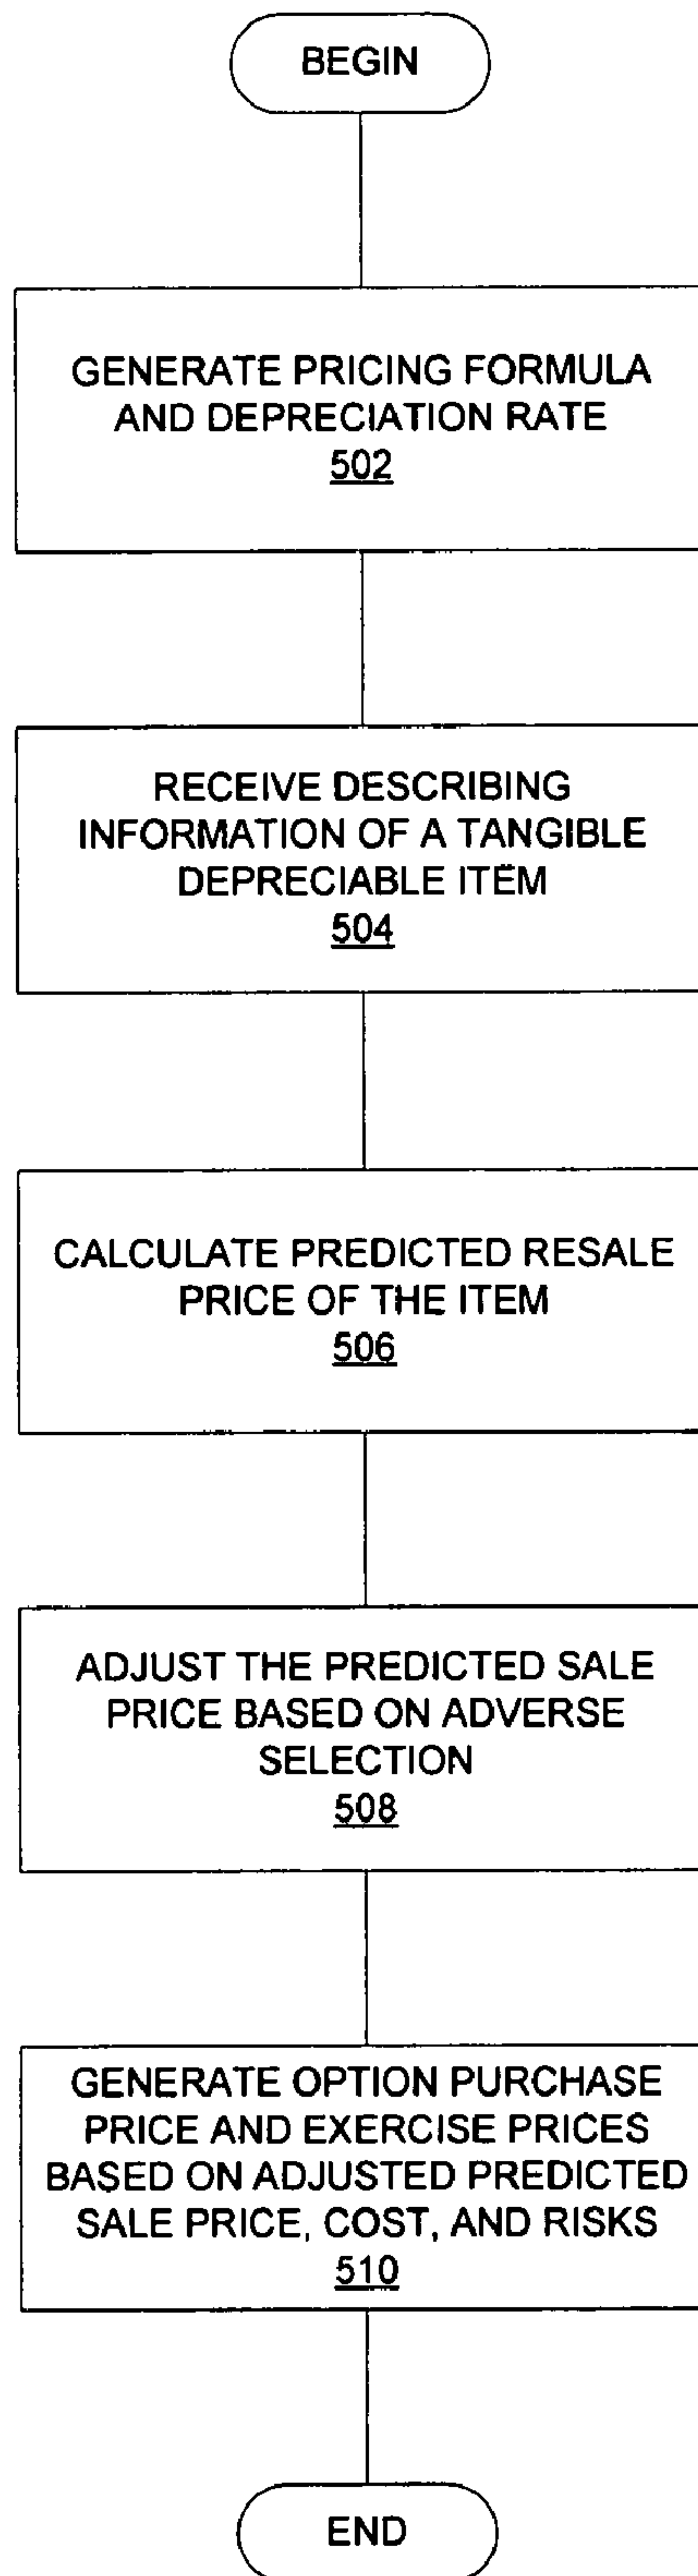 BEGIN
GENERATE PRICING FORMULA
AND DEPRECIATION RATE
502
RECEIVE DESCRIBING
INFORMATION OF A TANGIBLE
DEPRECIABLE ITEM
504
CALCULATE PREDICTED RESALE
PRICE OF THE ITEM
506
ADJUST THE PREDICTED SALE
PRICE BASED ON ADVERSE
SELECTION
508
GENERATE OPTION PURCHASE
PRICE AND EXERCISE PRICES
BASED ON ADJUSTED PREDICTED
SALE PRICE, COST, AND RISKS
510
END